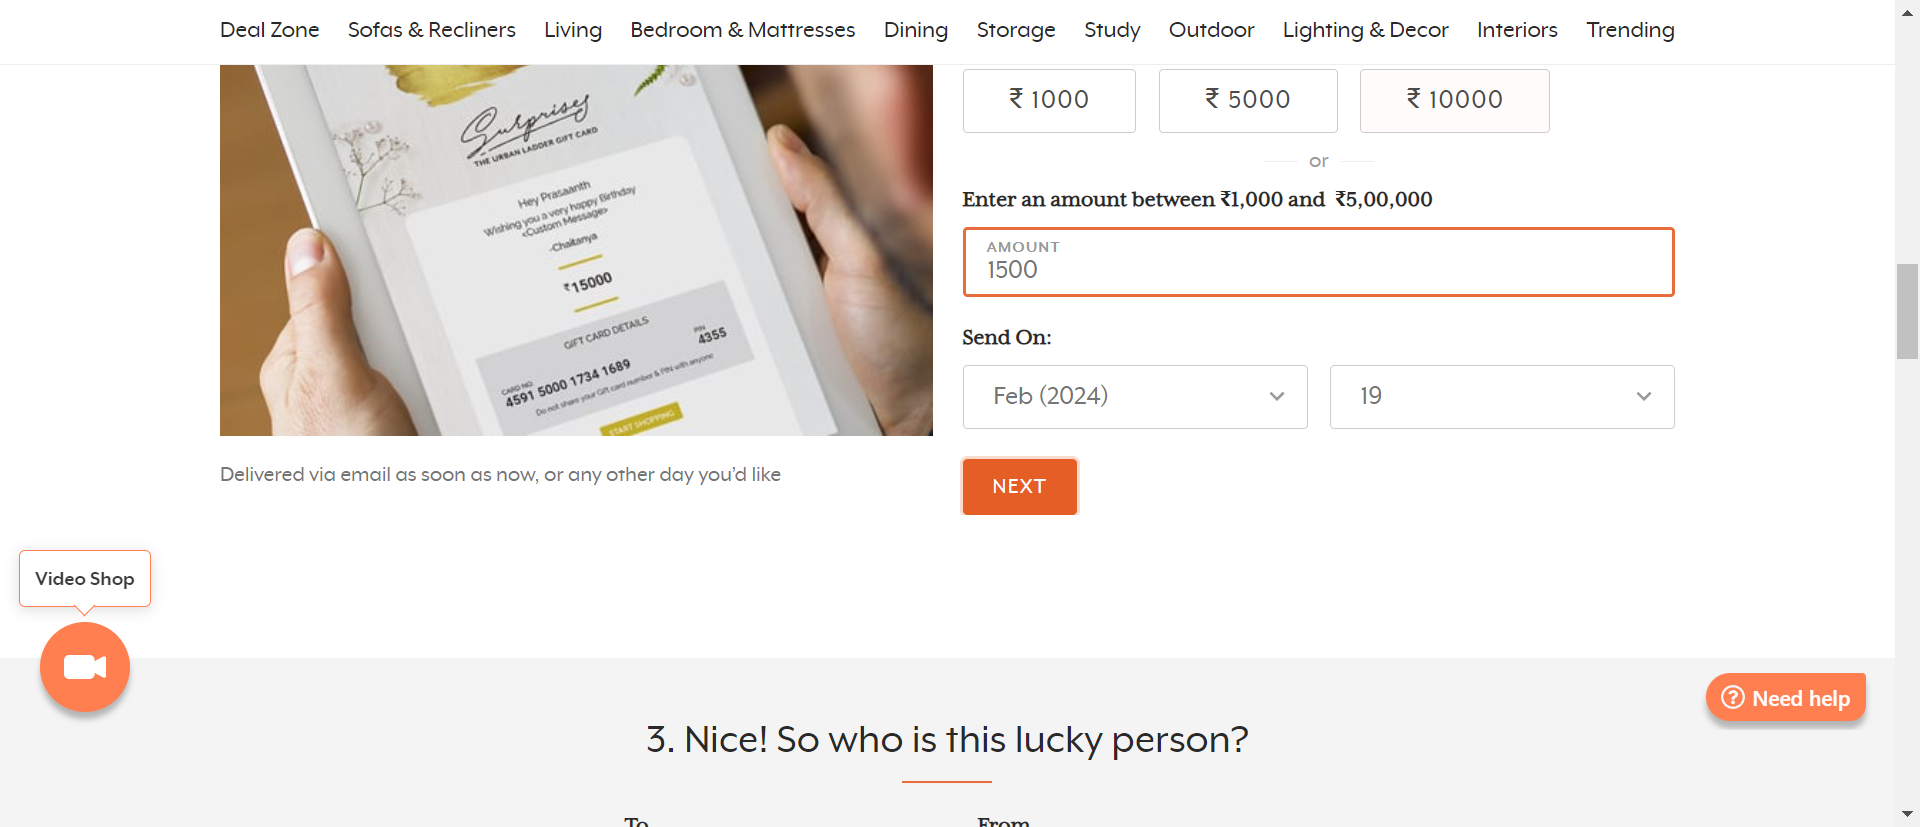 Deal Zone Sofas & Recliners Living Bedroom & Mattresses Dining Storage Study Outdoor Lighting & Decor Interiors Trending
Surprises
THE URBAN LADDER GIFT CARD
Hey Prasaanth
Wishing you a very happy Birthday
<Custom Message>
-Chaitanya
₹15000
GIFT CARD DETAILS
CARD NO.
4591 5000 1734 1689
PIN
4355
Do not share your Gift card number & PIN with anyone
START SHOPPING
Delivered via email as soon as now, or any other day you’d like
₹ 1000 ₹ 5000 ₹ 10000
or
Enter an amount between ₹1,000 and ₹5,00,000
AMOUNT
1500
Send On:
Feb (2024) 19
NEXT
Video Shop
Need help
3. Nice! So who is this lucky person?
To From